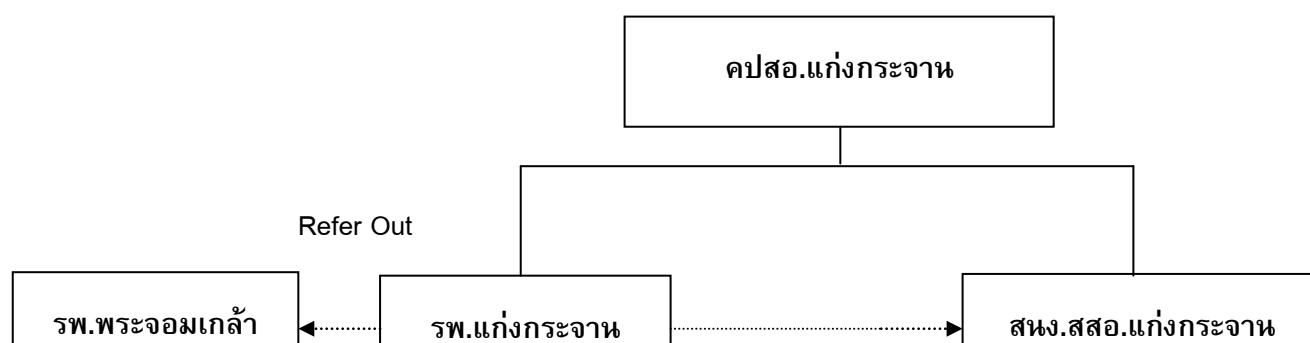 คปสอ.แก่งกระจาน
Refer Out
รพ.พระจอมเกล้า
รพ.แก่งกระจาน
สนง.สสอ.แก่งกระจาน